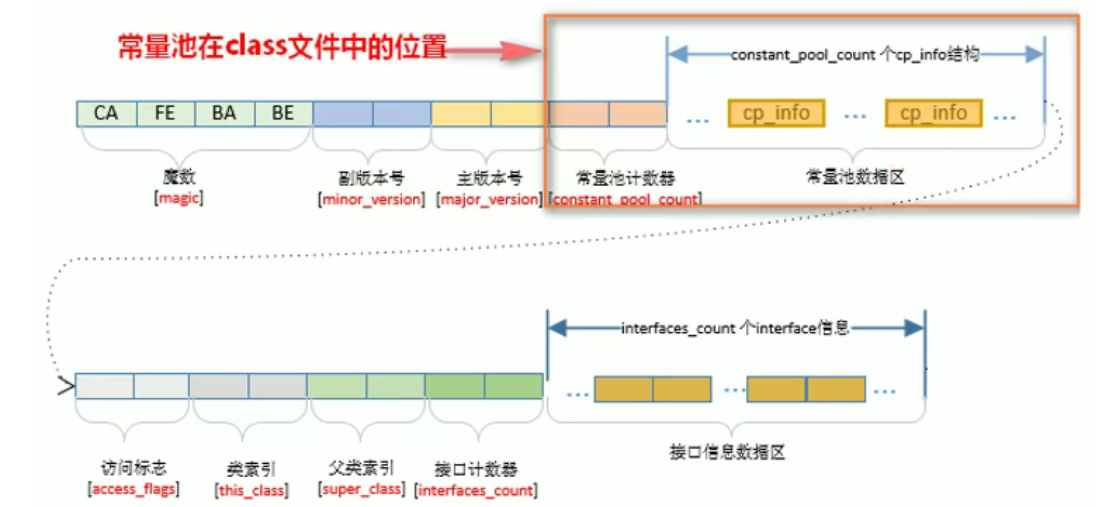 常量池在class文件中的位置
constant_pool_count 个cp_info结构
CA FE BA BE
... cp_info ... cp_info ...
魔数 副版本号 主版本号 常量池计数器 常量池数据区
[magic] [minor_version] [major_version] [constant_pool_count]
interfaces_count 个interface信息
... ... ...
访问标志 类索引 父类索引 接口计数器 接口信息数据区
[access_flags] [this_class] [super_class] [interfaces_count]